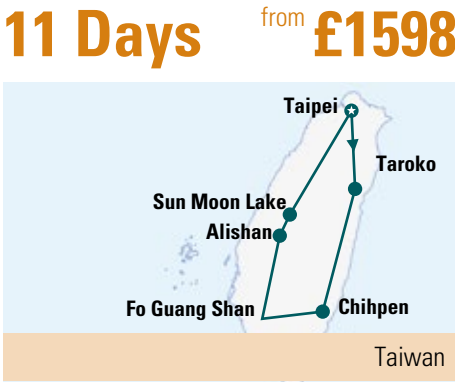 11 Days from £1598
Taipei
Taroko
Sun Moon Lake
Alishan
Fo Guang Shan
Chihpen
Taiwan